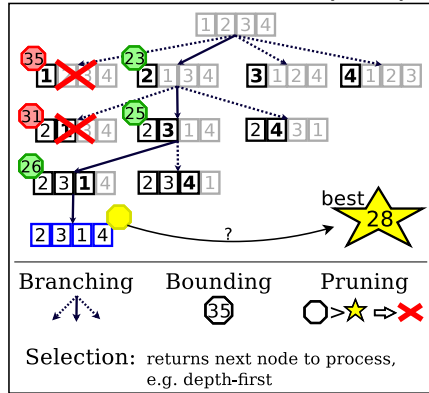 1 2 3 4
35 23
1 2 3 4 2 1 3 4 3 1 2 4 4 1 2 3
31 25
2 1 3 4 2 3 1 4 2 4 3 1
26
2 3 1 4 2 3 4 1
best
28
2 3 1 4 ?
Branching Bounding Pruning
35 > ⇨
Selection: returns next node to process,
e.g. depth-first